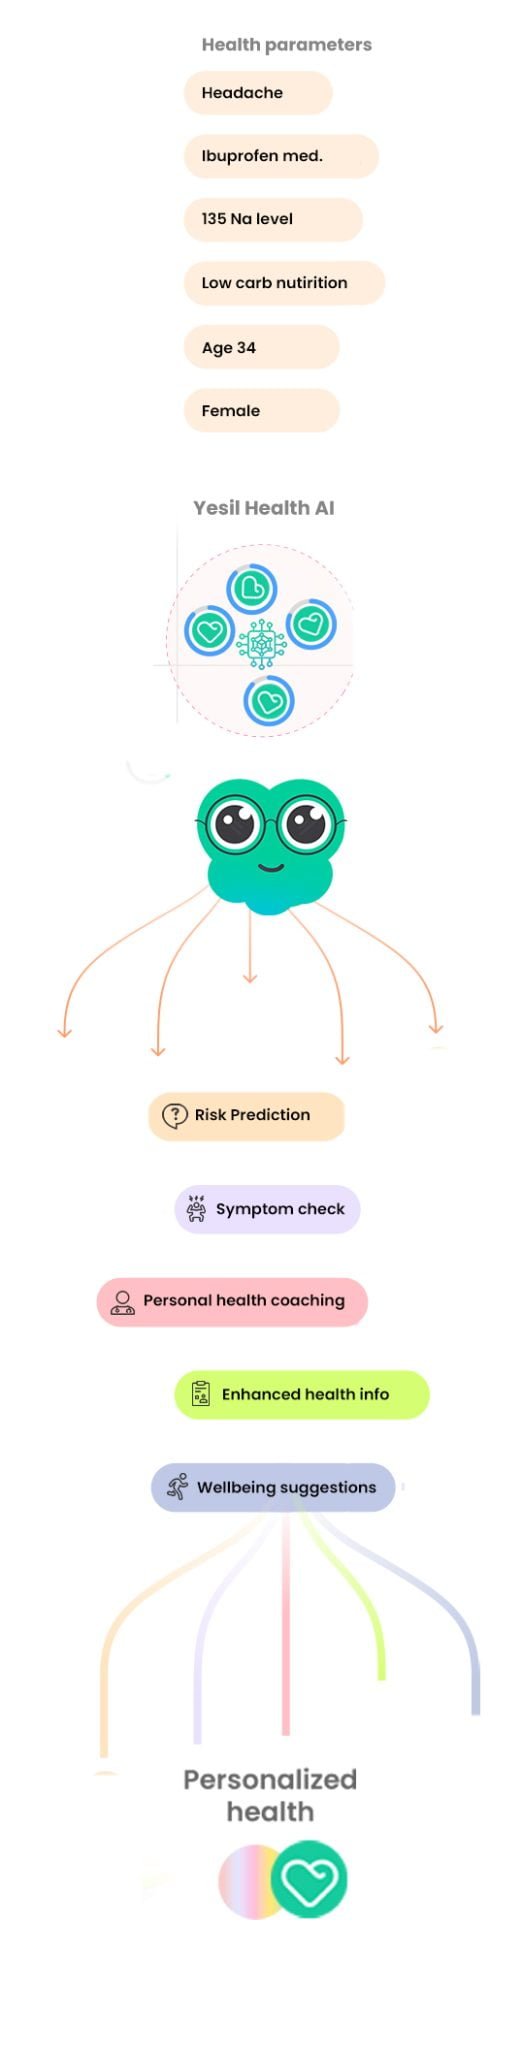 Health parameters
Headache
Ibuprofen med.
135 Na level
Low carb nutirition
Age 34
Female
Yesil Health AI
Risk Prediction
Symptom check
Personal health coaching
Enhanced health info
Wellbeing suggestions
Personalized
health